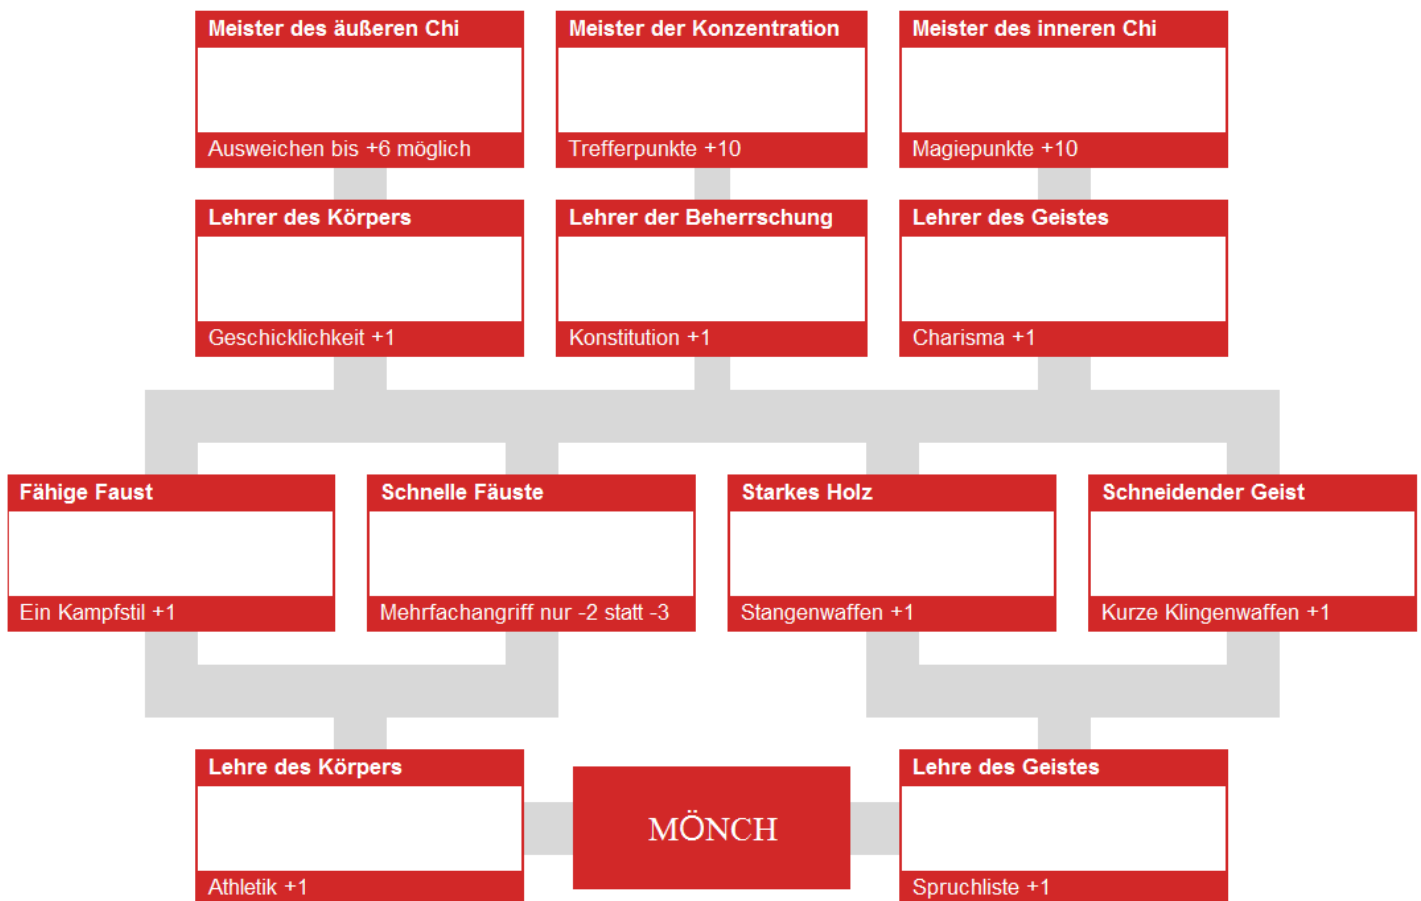 Meister des äußeren Chi
Meister der Konzentration
Meister des inneren Chi
Ausweichen bis +6 möglich
Trefferpunkte +10
Magiepunkte +10
Lehrer des Körpers
Lehrer der Beherrschung
Lehrer des Geistes
Geschicklichkeit +1
Konstitution +1
Charisma +1
Fähige Faust
Schnelle Fäuste
Starkes Holz
Schneidender Geist
Ein Kampfstil +1
Mehrfachangriff nur -2 statt -3
Stangenwaffen +1
Kurze Klingenwaffen +1
Lehre des Körpers
Lehre des Geistes
MÖNCH
Athletik +1
Spruchliste +1